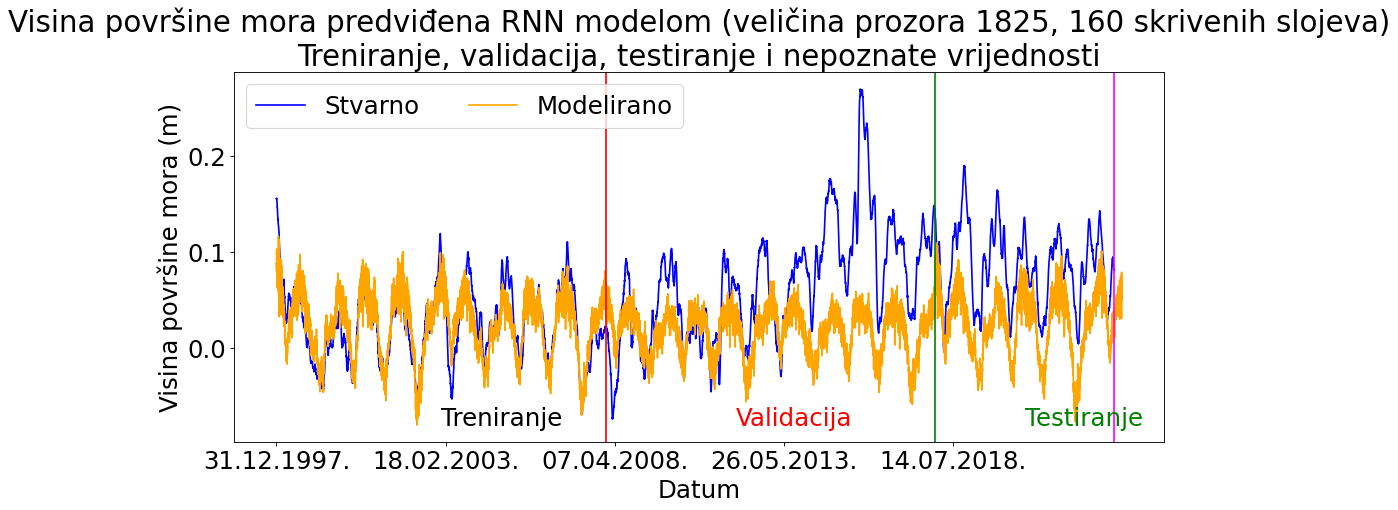 Visina površine mora predviđena RNN modelom (veličina prozora 1825, 160 skrivenih slojeva)
Treniranje, validacija, testiranje i nepoznate vrijednosti
Stvarno
Modelirano
Visina površine mora (m)
0.2
0.1
0.0
Treniranje
Validacija
Testiranje
31.12.1997.
18.02.2003.
07.04.2008.
26.05.2013.
14.07.2018.
Datum